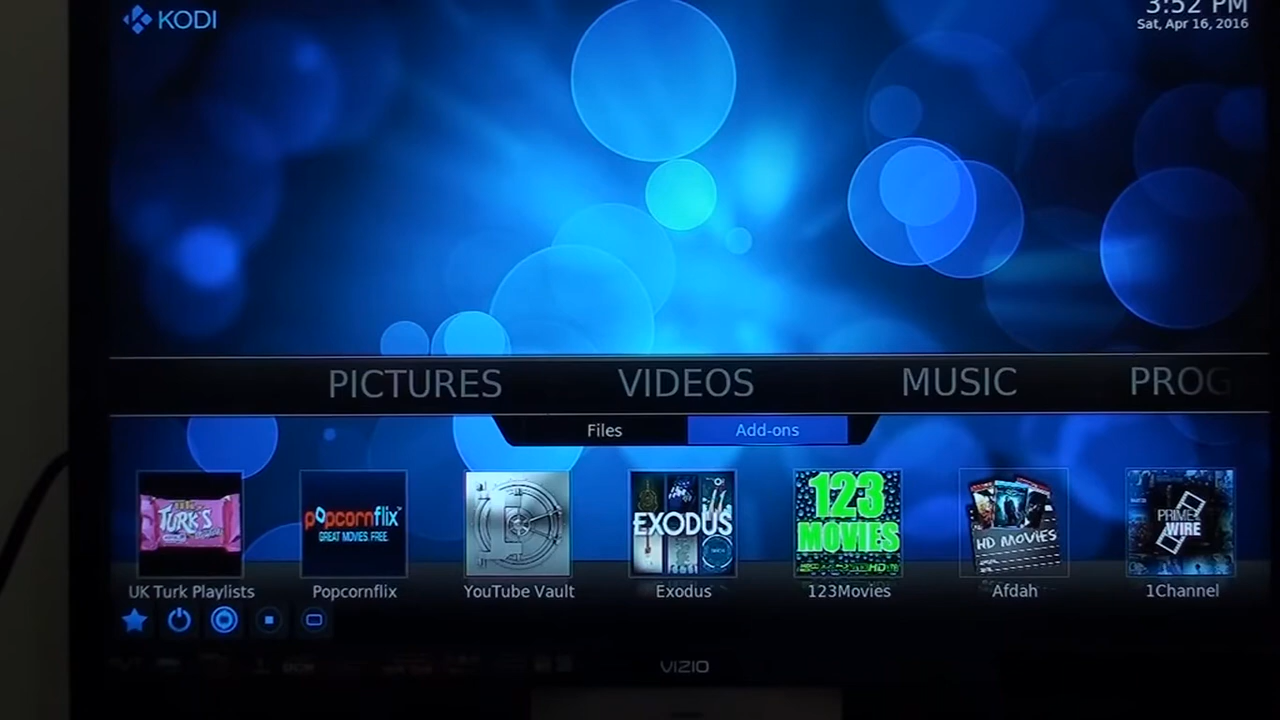 KODI
3:52 PM
Sat, Apr 16, 2016
PICTURES VIDEOS MUSIC PROG
Files Add-ons
TURK'S
popcornflix
GREAT MOVIES. FREE.
EXODUS
123
MOVIES
HD MOVIES
PRIME
WIRE
UK Turk Playlists Popcornflix YouTube Vault Exodus 123Movies Afdah 1Channel
VIZIO